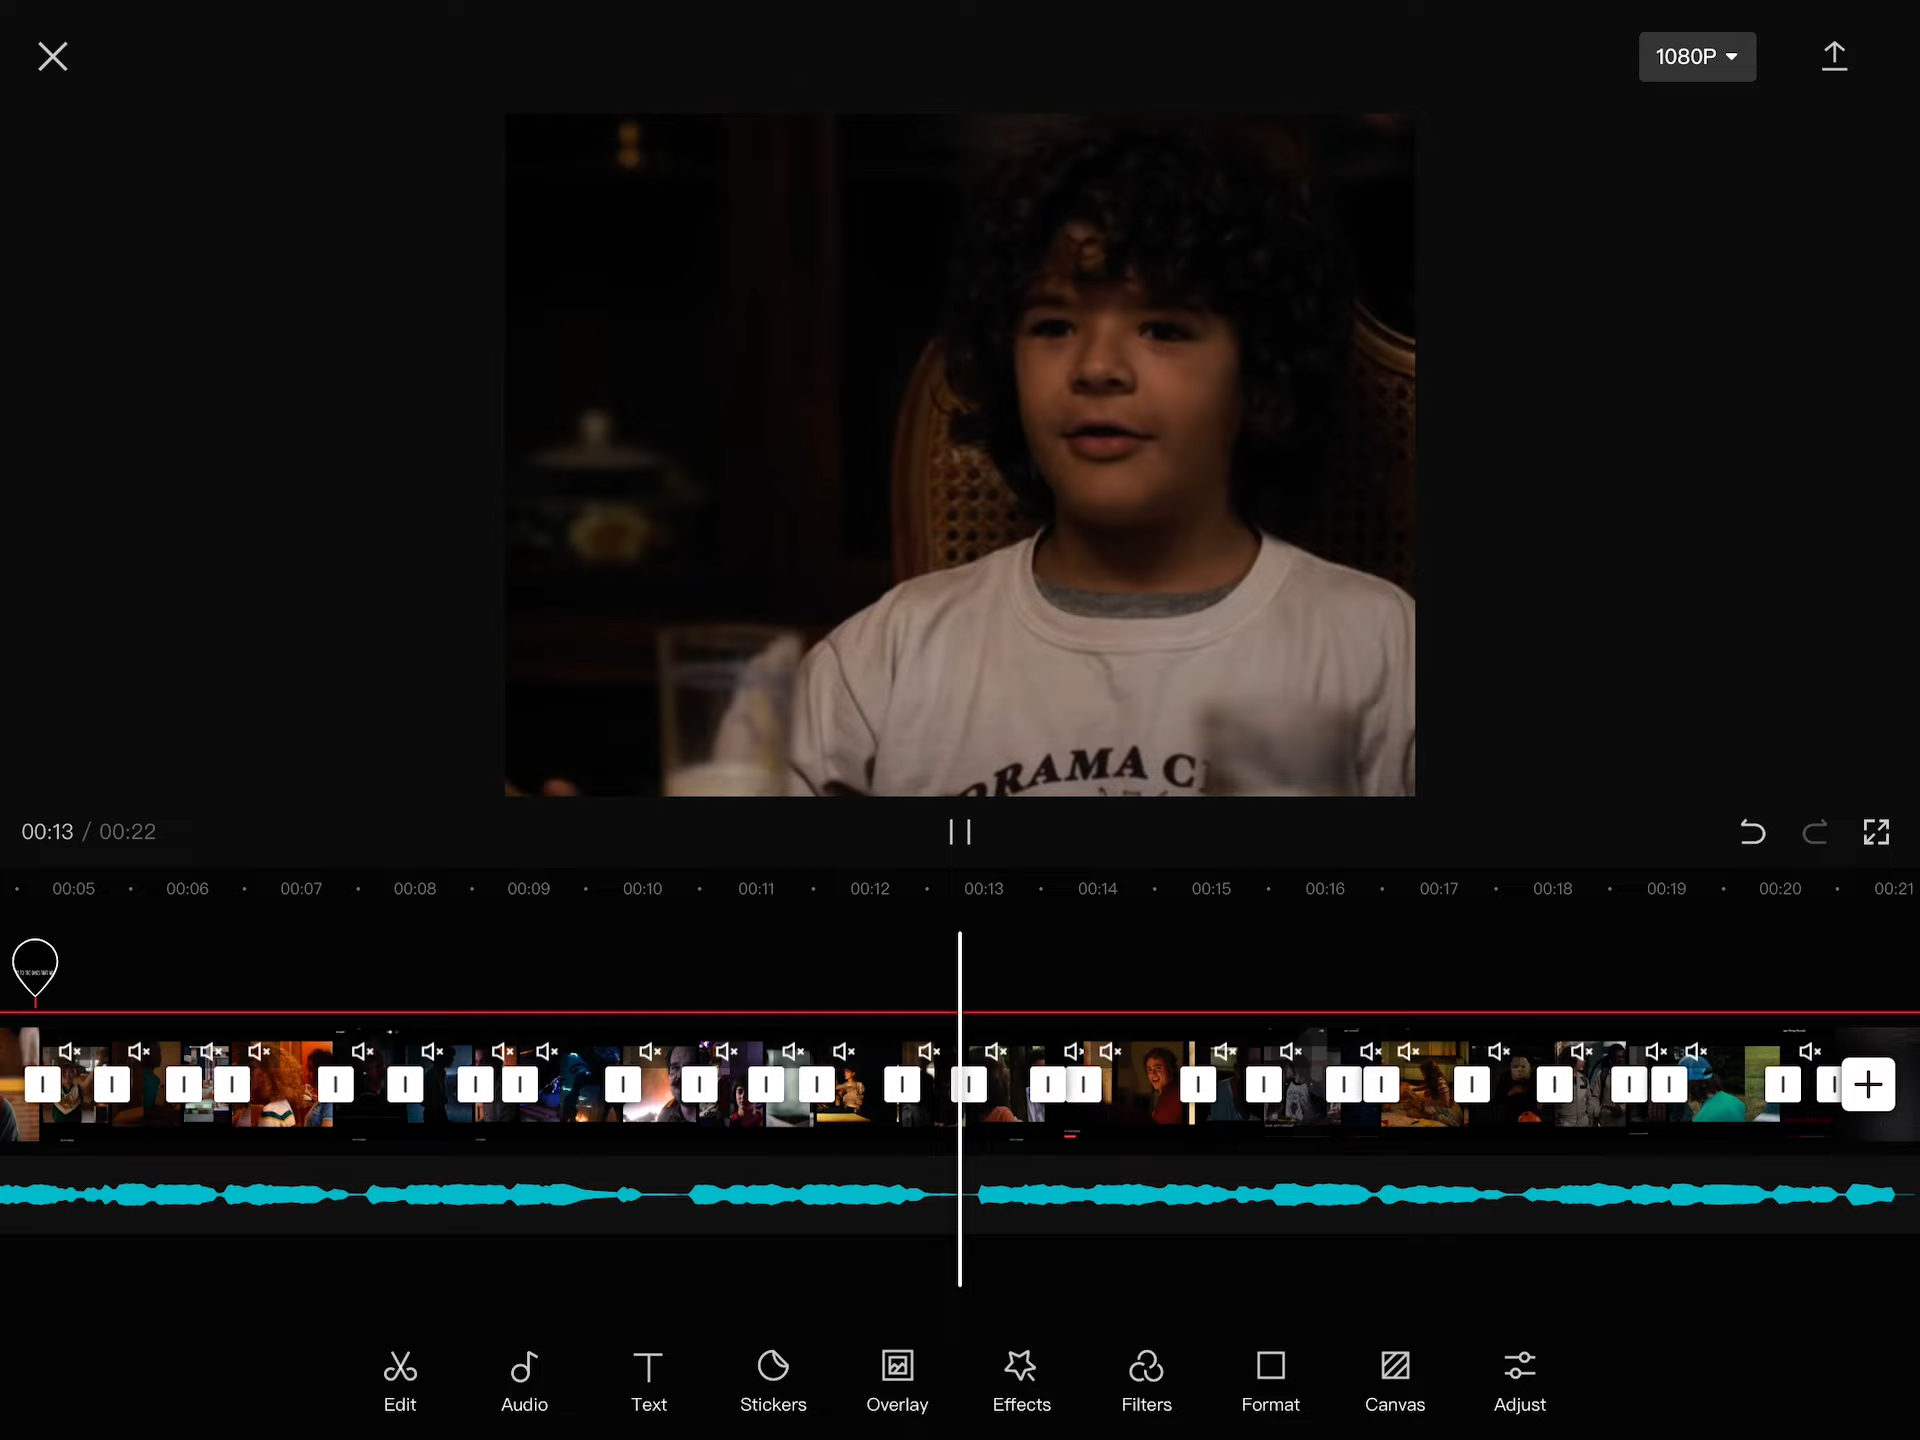 1080P
RAMA C
00:13 / 00:22
00:05 00:06 00:07 00:08 00:09 00:10 00:11 00:12 00:13 00:14 00:15 00:16 00:17 00:18 00:19 00:20 00:21
Edit Audio Text Stickers Overlay Effects Filters Format Canvas Adjust